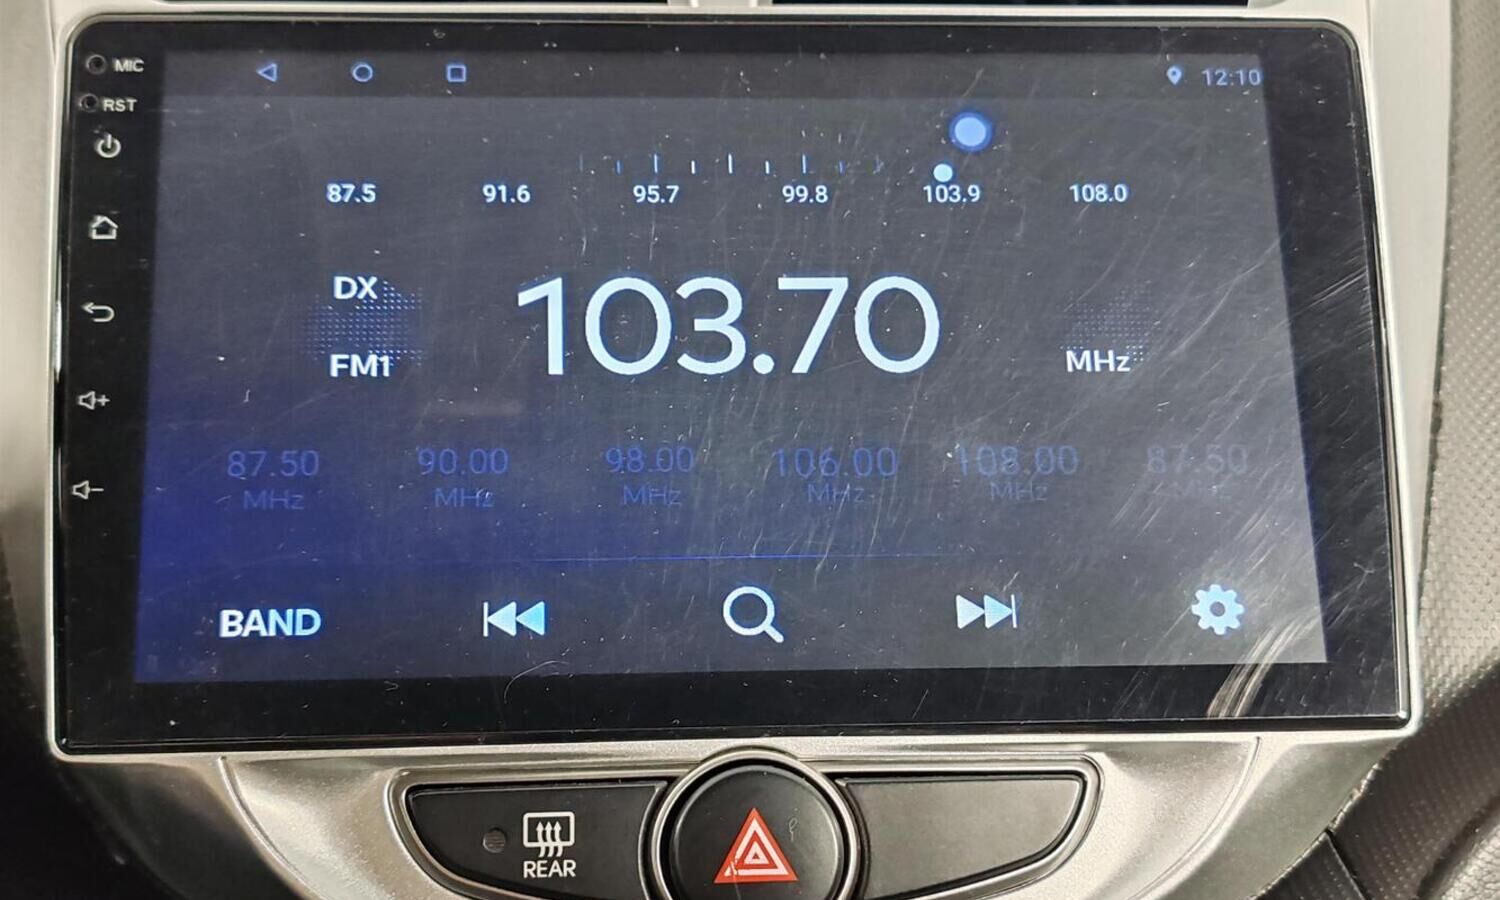 MIC
12:10
RST
87.5 91.6 95.7 99.8 103.9 108.0
DX
103.70
FM1
MHz
87.50 90.00 98.00 106.00 108.00 87.50
MHz MHz MHz MHz MHz MHz
BAND
REAR